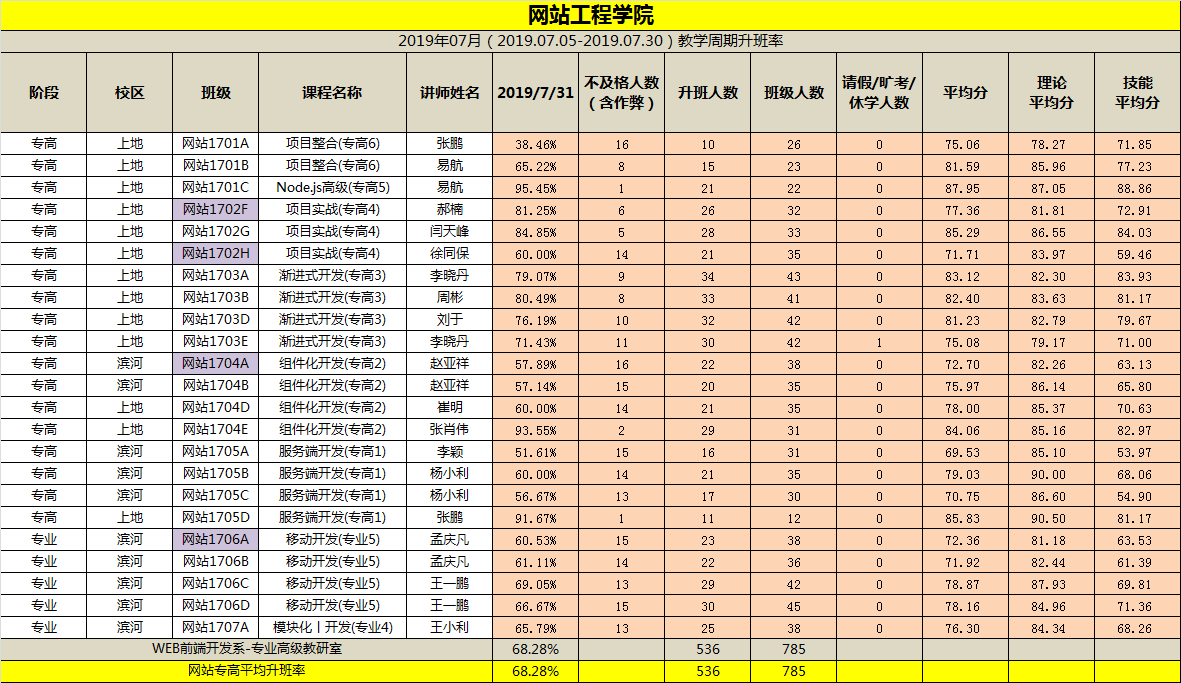 网站工程学院
2019年07月（2019.07.05-2019.07.30）教学周期升班率
阶段 校区 班级 课程名称 讲师姓名 2019/7/31 不及格人数（含作弊） 升班人数 班级人数 请假/旷考/休学人数 平均分 理论平均分 技能平均分
专高 上地 网站1701A 项目整合(专高6) 张鹏 38.46% 16 10 26 0 75.06 78.27 71.85
专高 上地 网站1701B 项目整合(专高6) 易航 65.22% 8 15 23 0 81.59 85.96 77.23
专高 上地 网站1701C Node.js高级(专高5) 易航 95.45% 1 21 22 0 87.95 87.05 88.86
专高 上地 网站1702F 项目实战(专高4) 郝楠 81.25% 6 26 32 0 77.36 81.81 72.91
专高 上地 网站1702G 项目实战(专高4) 闫天峰 84.85% 5 28 33 0 85.29 86.55 84.03
专高 上地 网站1702H 项目实战(专高4) 徐同保 60.00% 14 21 35 0 71.71 83.97 59.46
专高 上地 网站1703A 渐进式开发(专高3) 李晓丹 79.07% 9 34 43 0 83.12 82.30 83.93
专高 上地 网站1703B 渐进式开发(专高3) 周彬 80.49% 8 33 41 0 82.40 83.63 81.17
专高 上地 网站1703D 渐进式开发(专高3) 刘于 76.19% 10 32 42 0 81.23 82.79 79.67
专高 上地 网站1703E 渐进式开发(专高3) 李晓丹 71.43% 11 30 42 1 75.08 79.17 71.00
专高 滨河 网站1704A 组件化开发(专高2) 赵亚祥 57.89% 16 22 38 0 72.70 82.26 63.13
专高 滨河 网站1704B 组件化开发(专高2) 赵亚祥 57.14% 15 20 35 0 75.97 86.14 65.80
专高 上地 网站1704D 组件化开发(专高2) 崔明 60.00% 14 21 35 0 78.00 85.37 70.63
专高 上地 网站1704E 组件化开发(专高2) 张肖伟 93.55% 2 29 31 0 84.06 85.16 82.97
专高 滨河 网站1705A 服务端开发(专高1) 李颖 51.61% 15 16 31 0 69.53 85.10 53.97
专高 滨河 网站1705B 服务端开发(专高1) 杨小利 60.00% 14 21 35 0 79.03 90.00 68.06
专高 滨河 网站1705C 服务端开发(专高1) 杨小利 56.67% 13 17 30 0 70.75 86.60 54.90
专高 上地 网站1705D 服务端开发(专高1) 张鹏 91.67% 1 11 12 0 85.83 90.50 81.17
专业 滨河 网站1706A 移动开发(专业5) 孟庆凡 60.53% 15 23 38 0 72.36 81.18 63.53
专业 滨河 网站1706B 移动开发(专业5) 孟庆凡 61.11% 14 22 36 0 71.92 82.44 61.39
专业 滨河 网站1706C 移动开发(专业5) 王一鹏 69.05% 13 29 42 0 78.87 87.93 69.81
专业 滨河 网站1706D 移动开发(专业5) 王一鹏 66.67% 15 30 45 0 78.16 84.96 71.36
专业 滨河 网站1707A 模块化丨开发(专业4) 王小利 65.79% 13 25 38 0 76.30 84.34 68.26
WEB前端开发系-专业高级教研室 68.28% 536 785
网站专高平均升班率 68.28% 536 785